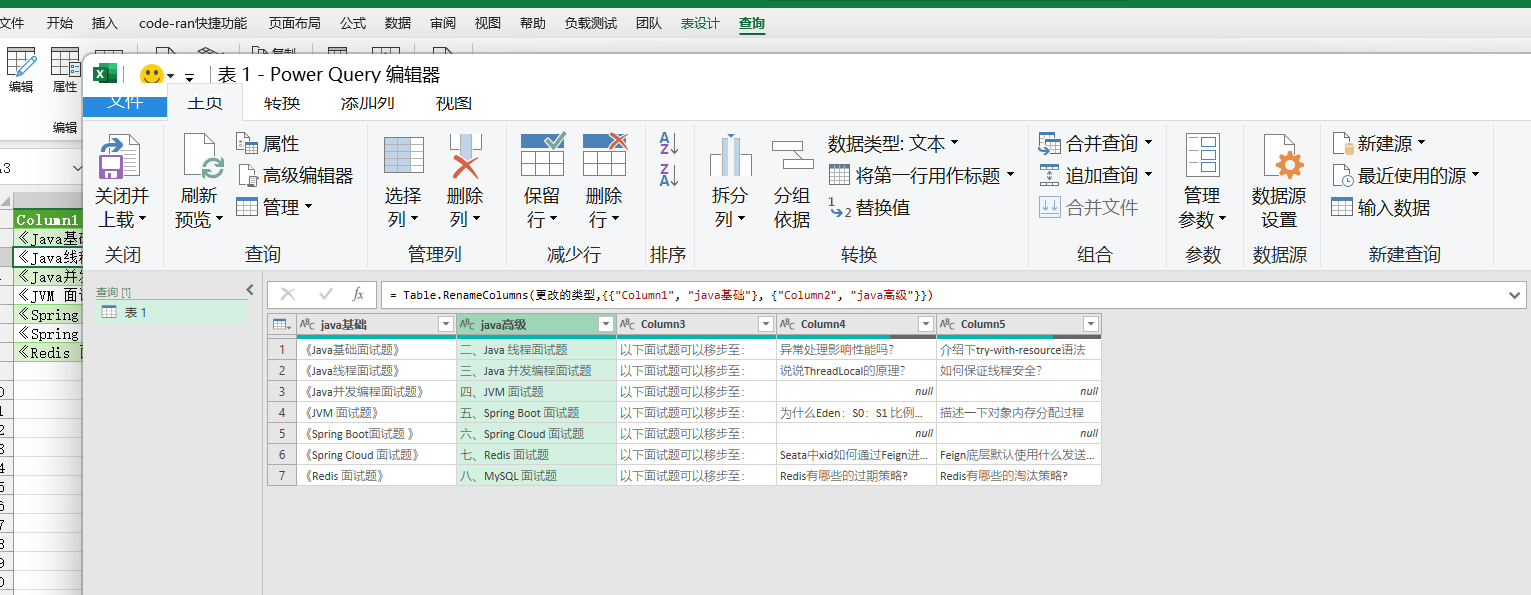 文件 开始 插入 code-ran快捷功能 页面布局 公式 数据 审阅 视图 帮助 负载测试 团队 表设计 查询
编辑 属性
编辑
表 1 - Power Query 编辑器
文件 主页 转换 添加列 视图
关闭并上载
关闭
刷新预览
属性
高级编辑器
管理
查询
选择列
删除列
管理列
保留行
删除行
减少行
排序
拆分列
分组依据
数据类型: 文本
将第一行用作标题
替换值
转换
合并查询
追加查询
合并文件
组合
管理参数
参数
数据源设置
数据源
新建源
最近使用的源
输入数据
新建查询
Column1
《Java基础
《Java线程
《Java并发
《JVM 面试
《Spring
《Spring
《Redis
查询 [1]
表 1
= Table.RenameColumns(更改的类型,{{"Column1", "java基础"}, {"Column2", "java高级"}})
java基础 java高级 Column3 Column4 Column5
1 《Java基础面试题》 二、Java 线程面试题 以下面试题可以移步至: 异常处理影响性能吗? 介绍下try-with-resource语法
2 《Java线程面试题》 三、Java 并发编程面试题 以下面试题可以移步至: 说说ThreadLocal的原理? 如何保证线程安全?
3 《Java并发编程面试题》 四、JVM 面试题 以下面试题可以移步至: null null
4 《JVM 面试题》 五、Spring Boot 面试题 以下面试题可以移步至: 为什么Eden：S0：S1 比例... 描述一下对象内存分配过程
5 《Spring Boot面试题 》 六、Spring Cloud 面试题 以下面试题可以移步至: null null
6 《Spring Cloud 面试题》 七、Redis 面试题 以下面试题可以移步至: Seata中xid如何通过Feign进... Feign底层默认使用什么发送...
7 《Redis 面试题》 八、MySQL 面试题 以下面试题可以移步至: Redis有哪些的过期策略? Redis有哪些的淘汰策略?